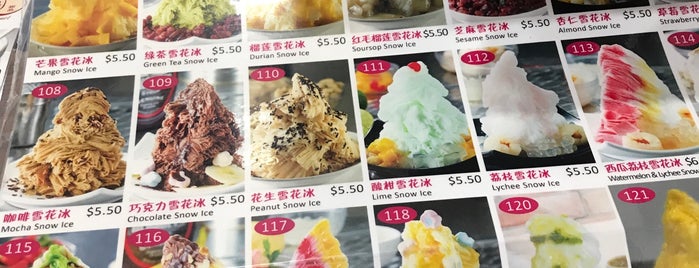 芒果雪花冰 $5.50
Mango Snow Ice
绿茶雪花冰 $5.50
Green Tea Snow Ice
榴莲雪花冰 $5.50
Durian Snow Ice
红毛榴莲雪花冰 $5.50
Soursop Snow Ice
芝麻雪花冰 $5.50
Sesame Snow Ice
杏仁雪花冰 $5.50
Almond Snow Ice
草莓雪花
Strawberry
108
109
110
111
112
113
114
咖啡雪花冰 $5.50
Mocha Snow Ice
巧克力雪花冰 $5.50
Chocolate Snow Ice
花生雪花冰 $5.50
Peanut Snow Ice
酸柑雪花冰 $5.50
Lime Snow Ice
荔枝雪花冰 $5.50
Lychee Snow Ice
西瓜荔枝雪花冰
Watermelon & Lychee Snow
115
116
117
118
120
121